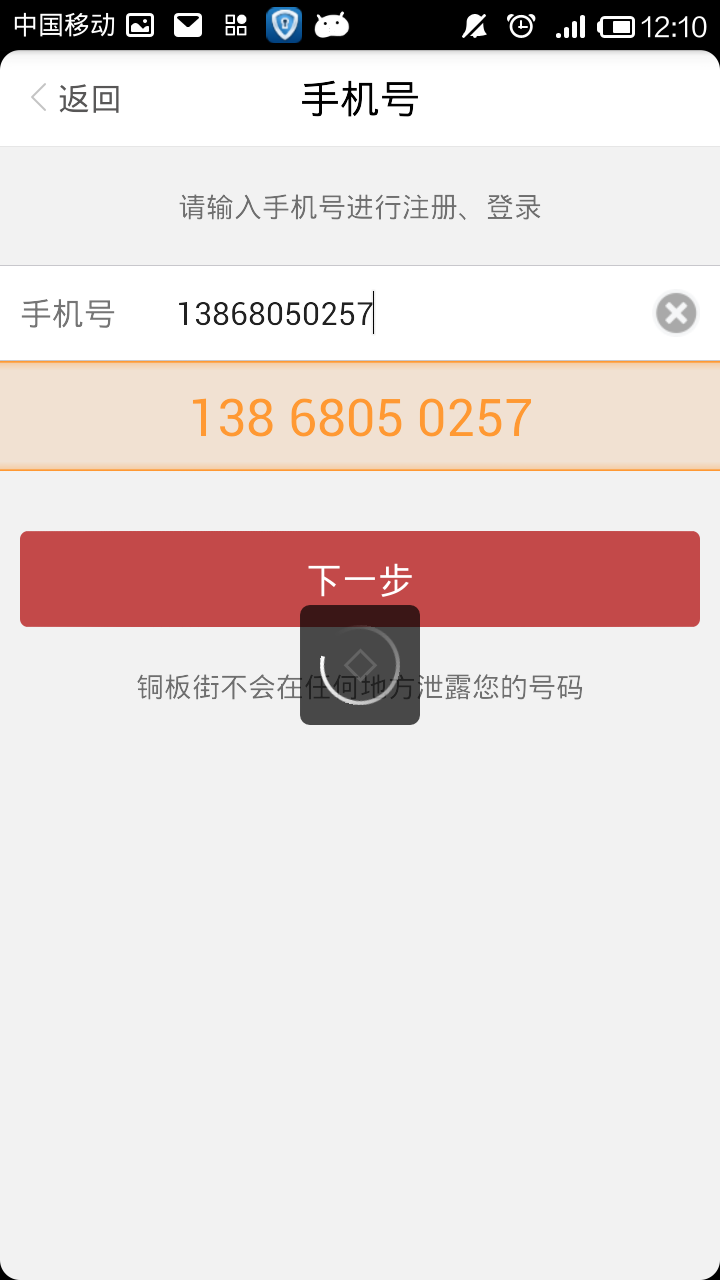 中国移动 12:10
返回 手机号
请输入手机号进行注册、登录
手机号 13868050257
138 6805 0257
下一步
铜板街不会在任何地方泄露您的号码